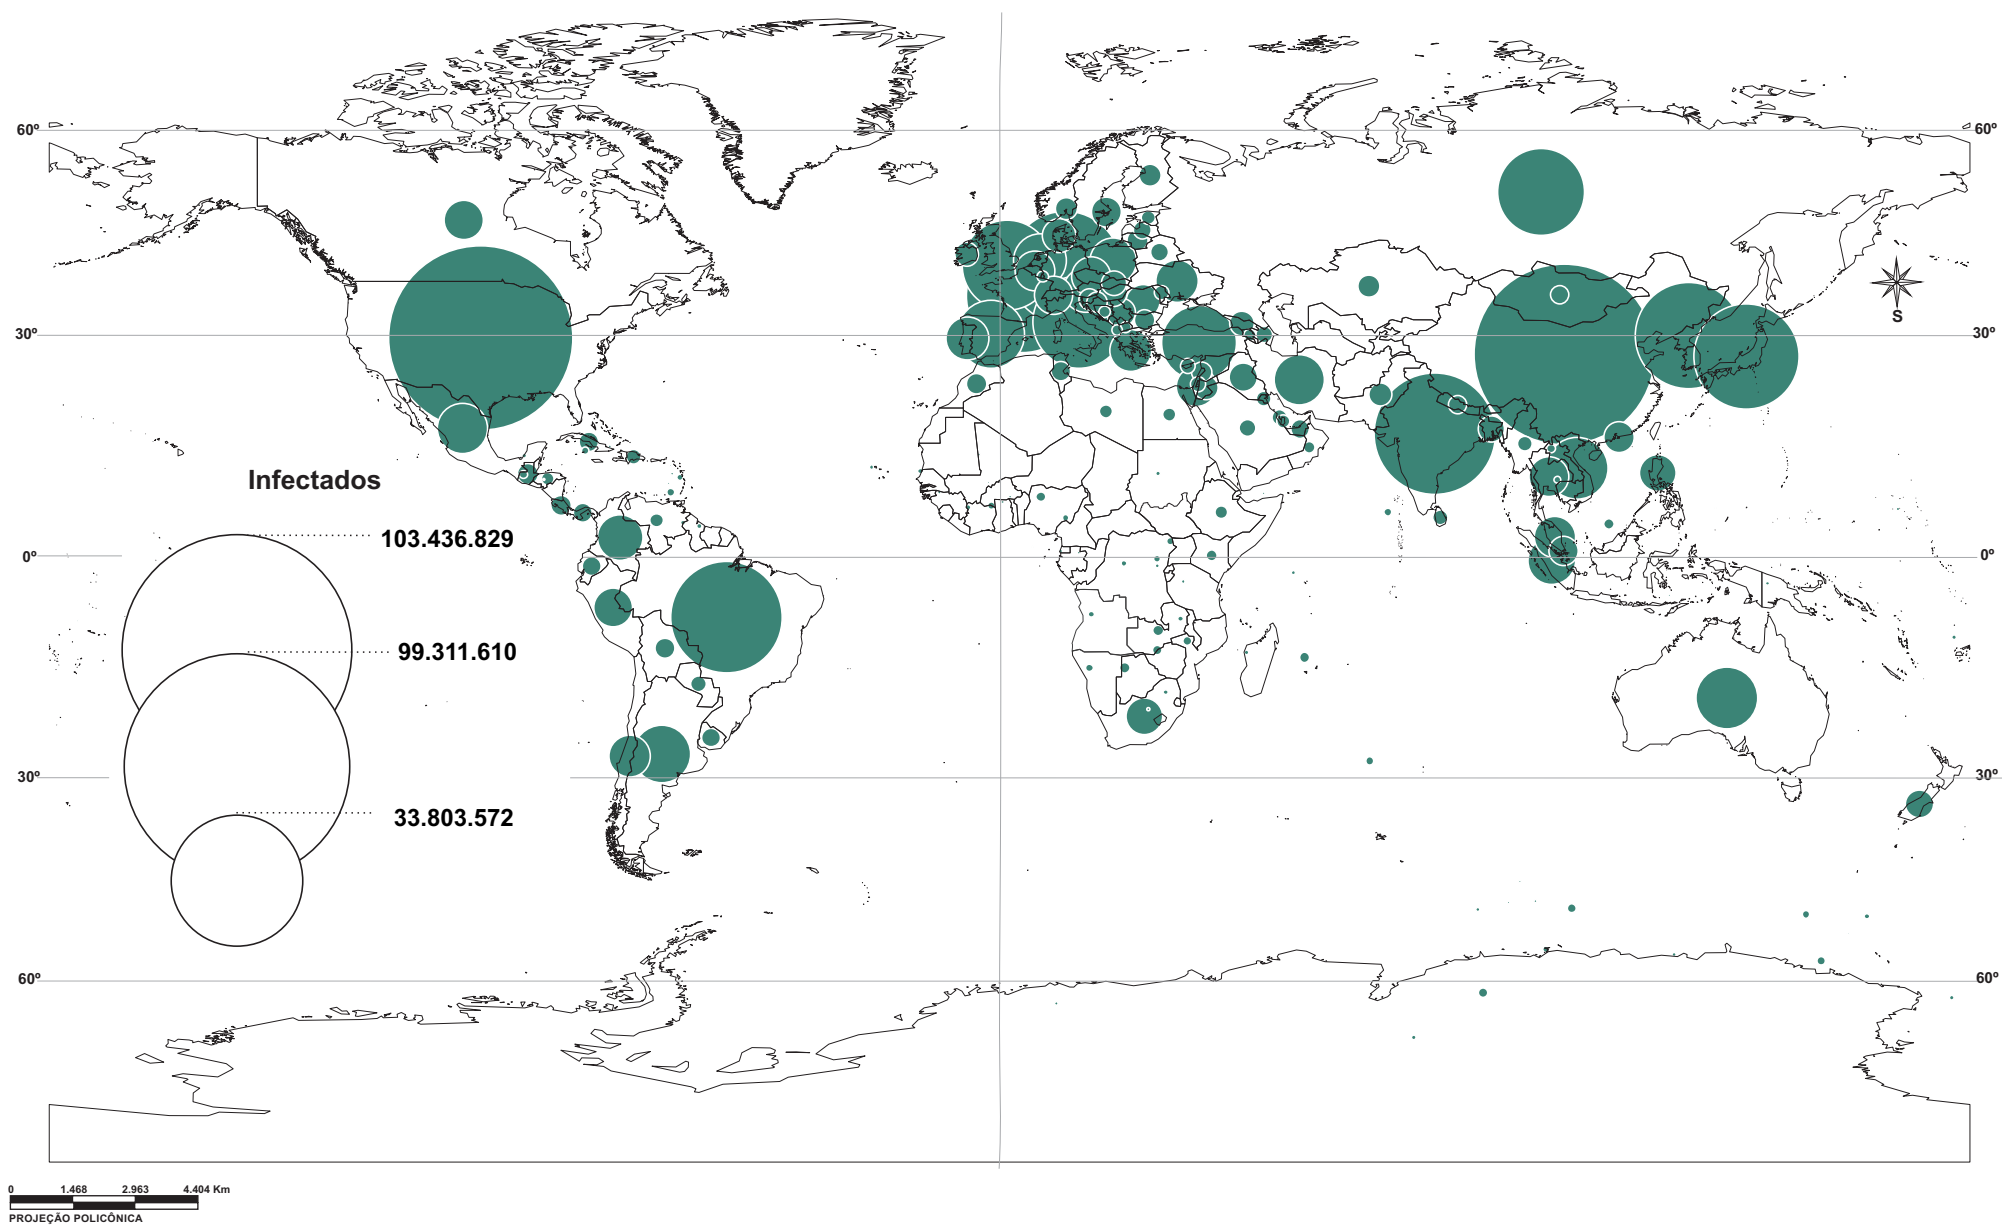 60º
60º
30º
30º
S
Infectados
103.436.829
0º
0º
99.311.610
30º
30º
33.803.572
60º
60º
0 1.468 2.963 4.404 Km
PROJEÇÃO POLICÔNICA